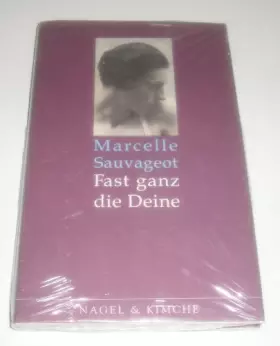 Marcelle
Sauvageot
Fast ganz
die Deine
NAGEL & KIMCHE